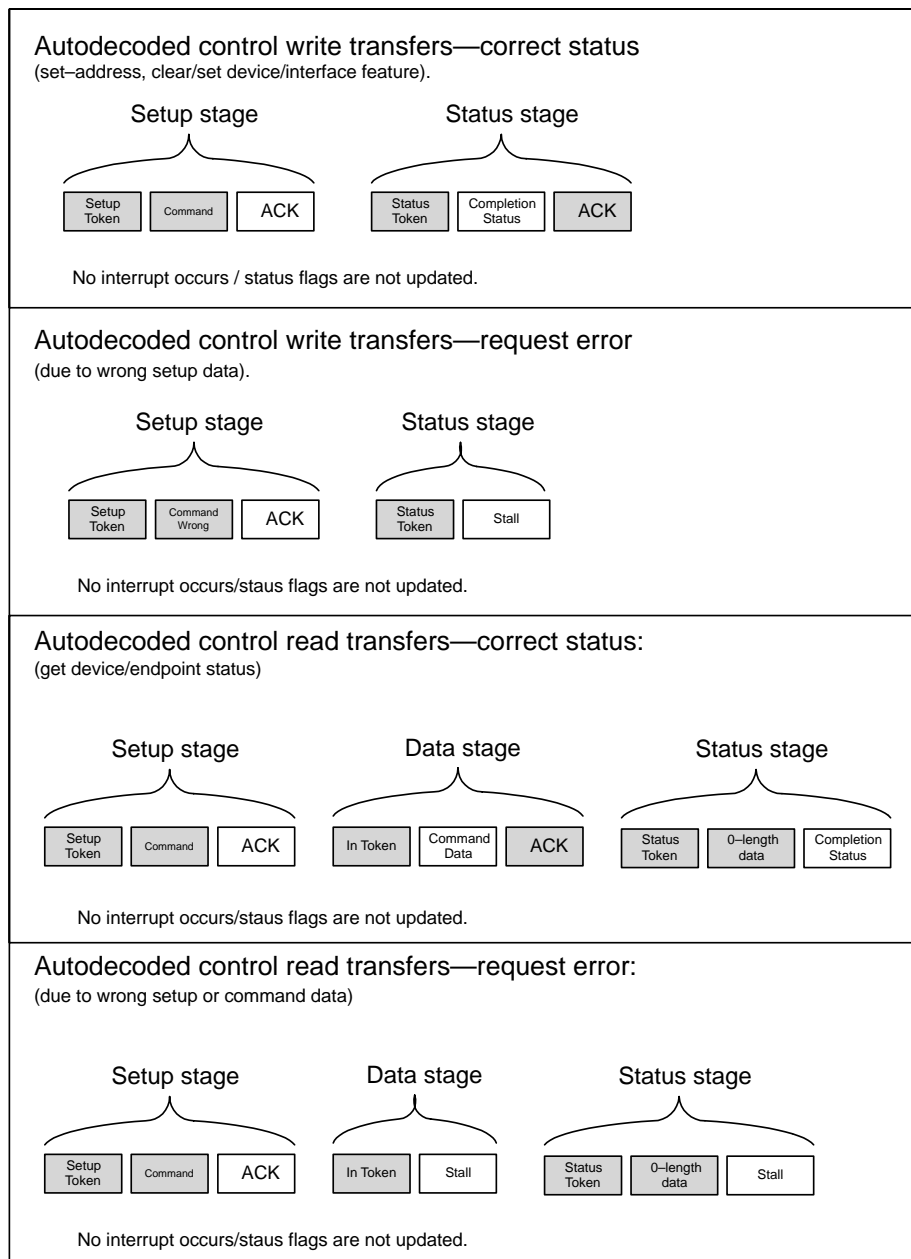 Autodecoded control write transfers—correct status
(set–address, clear/set device/interface feature).
Setup stage
Status stage
Setup Token
Command
ACK
Status Token
Completion Status
ACK
No interrupt occurs / status flags are not updated.
Autodecoded control write transfers—request error
(due to wrong setup data).
Setup stage
Status stage
Setup Token
Command Wrong
ACK
Status Token
Stall
No interrupt occurs/staus flags are not updated.
Autodecoded control read transfers—correct status:
(get device/endpoint status)
Setup stage
Data stage
Status stage
Setup Token
Command
ACK
In Token
Command Data
ACK
Status Token
0–length data
Completion Status
No interrupt occurs/staus flags are not updated.
Autodecoded control read transfers—request error:
(due to wrong setup or command data)
Setup stage
Data stage
Status stage
Setup Token
Command
ACK
In Token
Stall
Status Token
0–length data
Stall
No interrupt occurs/staus flags are not updated.